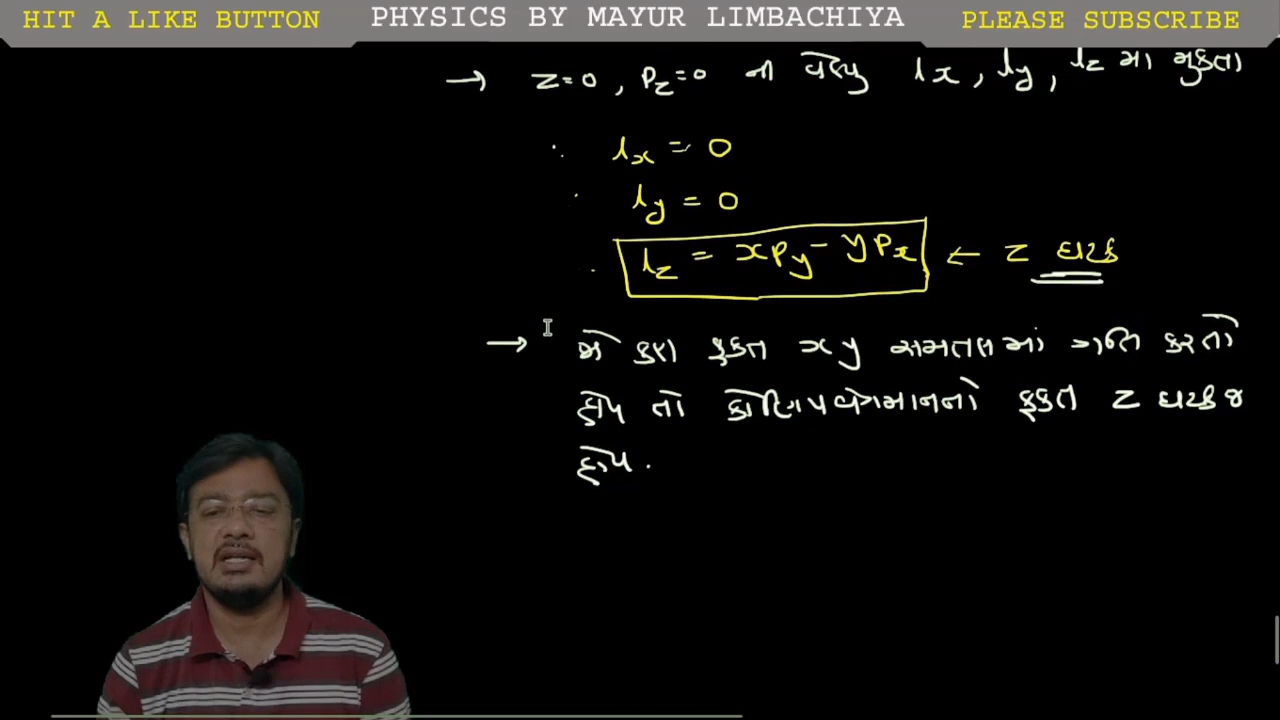 HIT A LIKE BUTTON
PHYSICS BY MAYUR LIMBACHIYA
PLEASE SUBSCRIBE
→ z=0, Pz=0 ની વેલ્યુ lx, ly, lz માં મુકતા
∴ lx = 0
∴ ly = 0
∴ lz = xPy - yPx ← z ઘટક
→ જો કણ ફક્ત xy સમતલમાં ગતિ કરતો
હોય તો કોણીય વેગમાનનો ફક્ત z ઘટક જ
હોય.